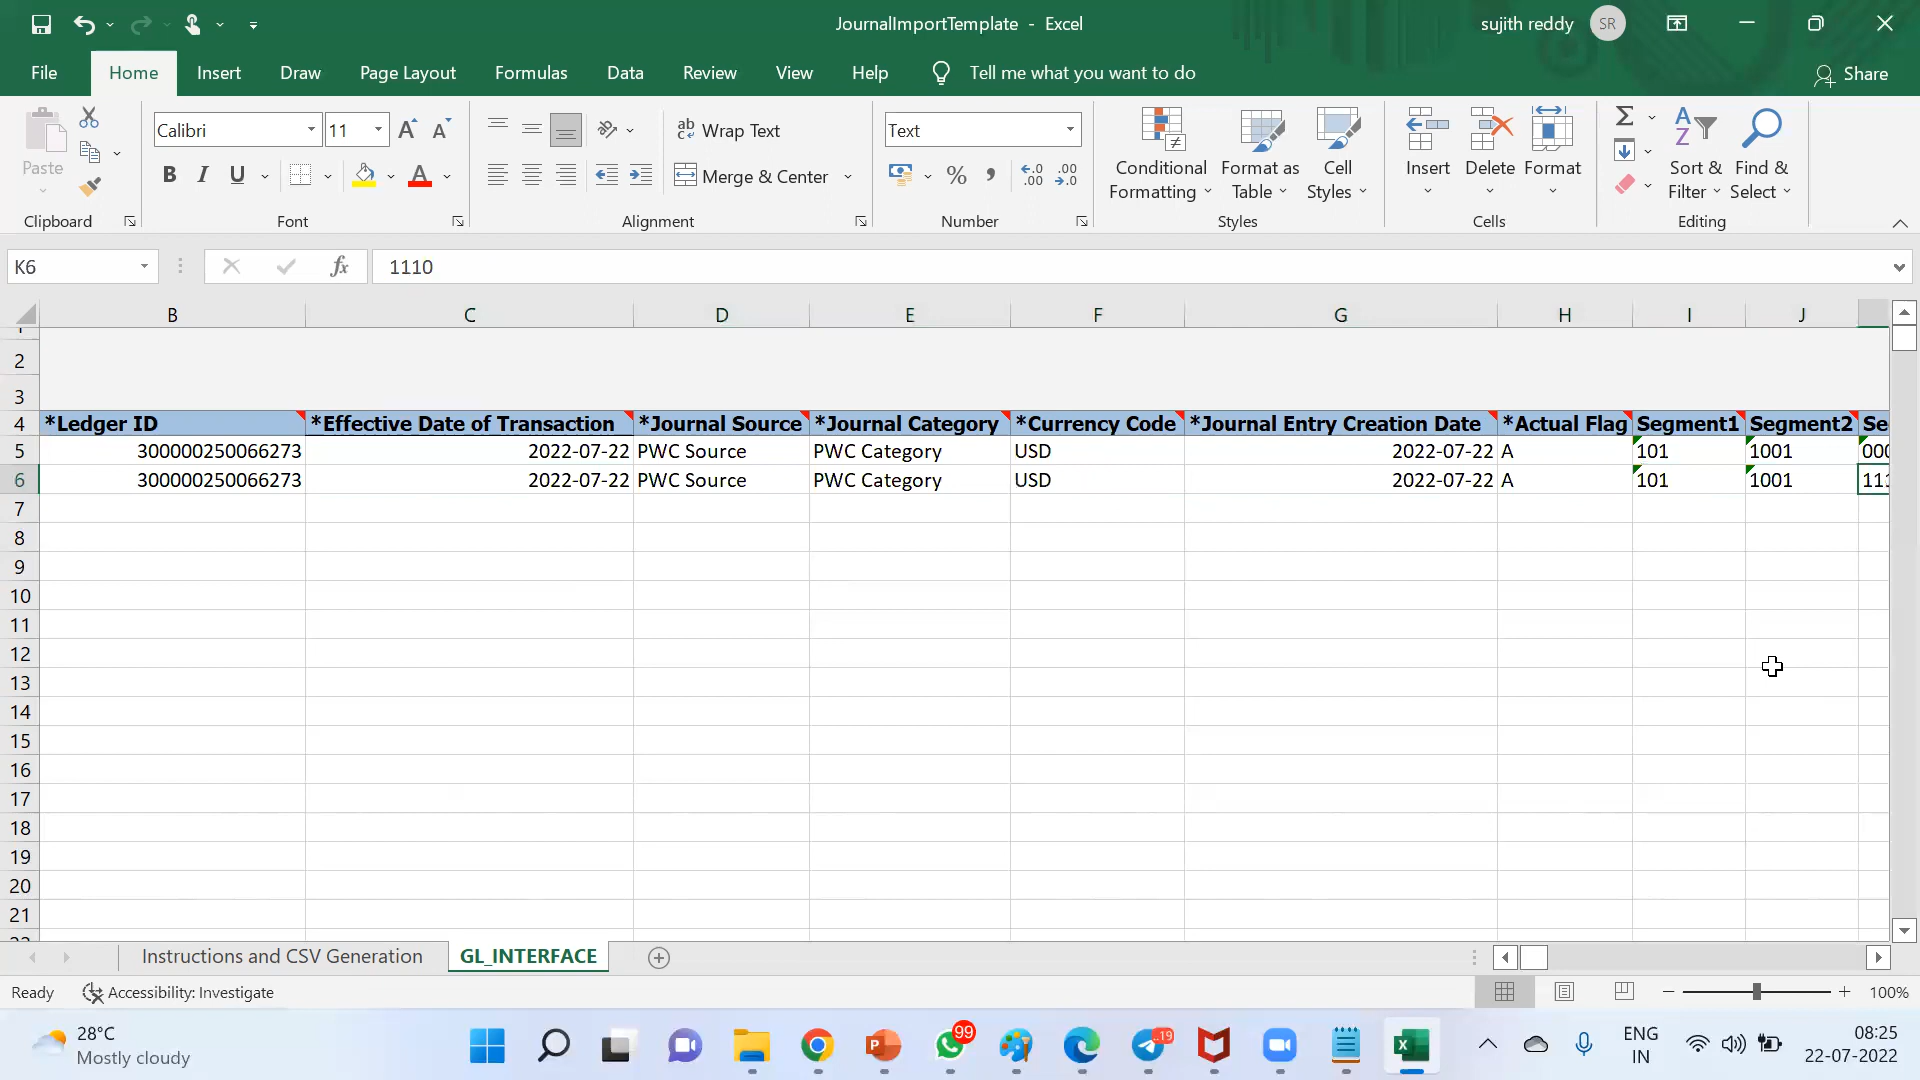 JournalImportTemplate - Excel
sujith reddy
SR
File
Home
Insert
Draw
Page Layout
Formulas
Data
Review
View
Help
Tell me what you want to do
Share
Paste
Calibri
11
Wrap Text
Merge & Center
Text
Conditional Formatting
Format as Table
Cell Styles
Insert
Delete
Format
Sort & Filter
Find & Select
Clipboard
Font
Alignment
Number
Styles
Cells
Editing
K6
fx
1110
B C D E F G H I J
2
3
4 *Ledger ID *Effective Date of Transaction *Journal Source *Journal Category *Currency Code *Journal Entry Creation Date *Actual Flag Segment1 Segment2 Se
5 300000250066273 2022-07-22 PWC Source PWC Category USD 2022-07-22 A 101 1001 000
6 300000250066273 2022-07-22 PWC Source PWC Category USD 2022-07-22 A 101 1001 111
7
8
9
10
11
12
13
14
15
16
17
18
19
20
21
Instructions and CSV Generation
GL_INTERFACE
Ready
Accessibility: Investigate
100%
28°C
Mostly cloudy
99
..19
ENG
IN
08:25
22-07-2022